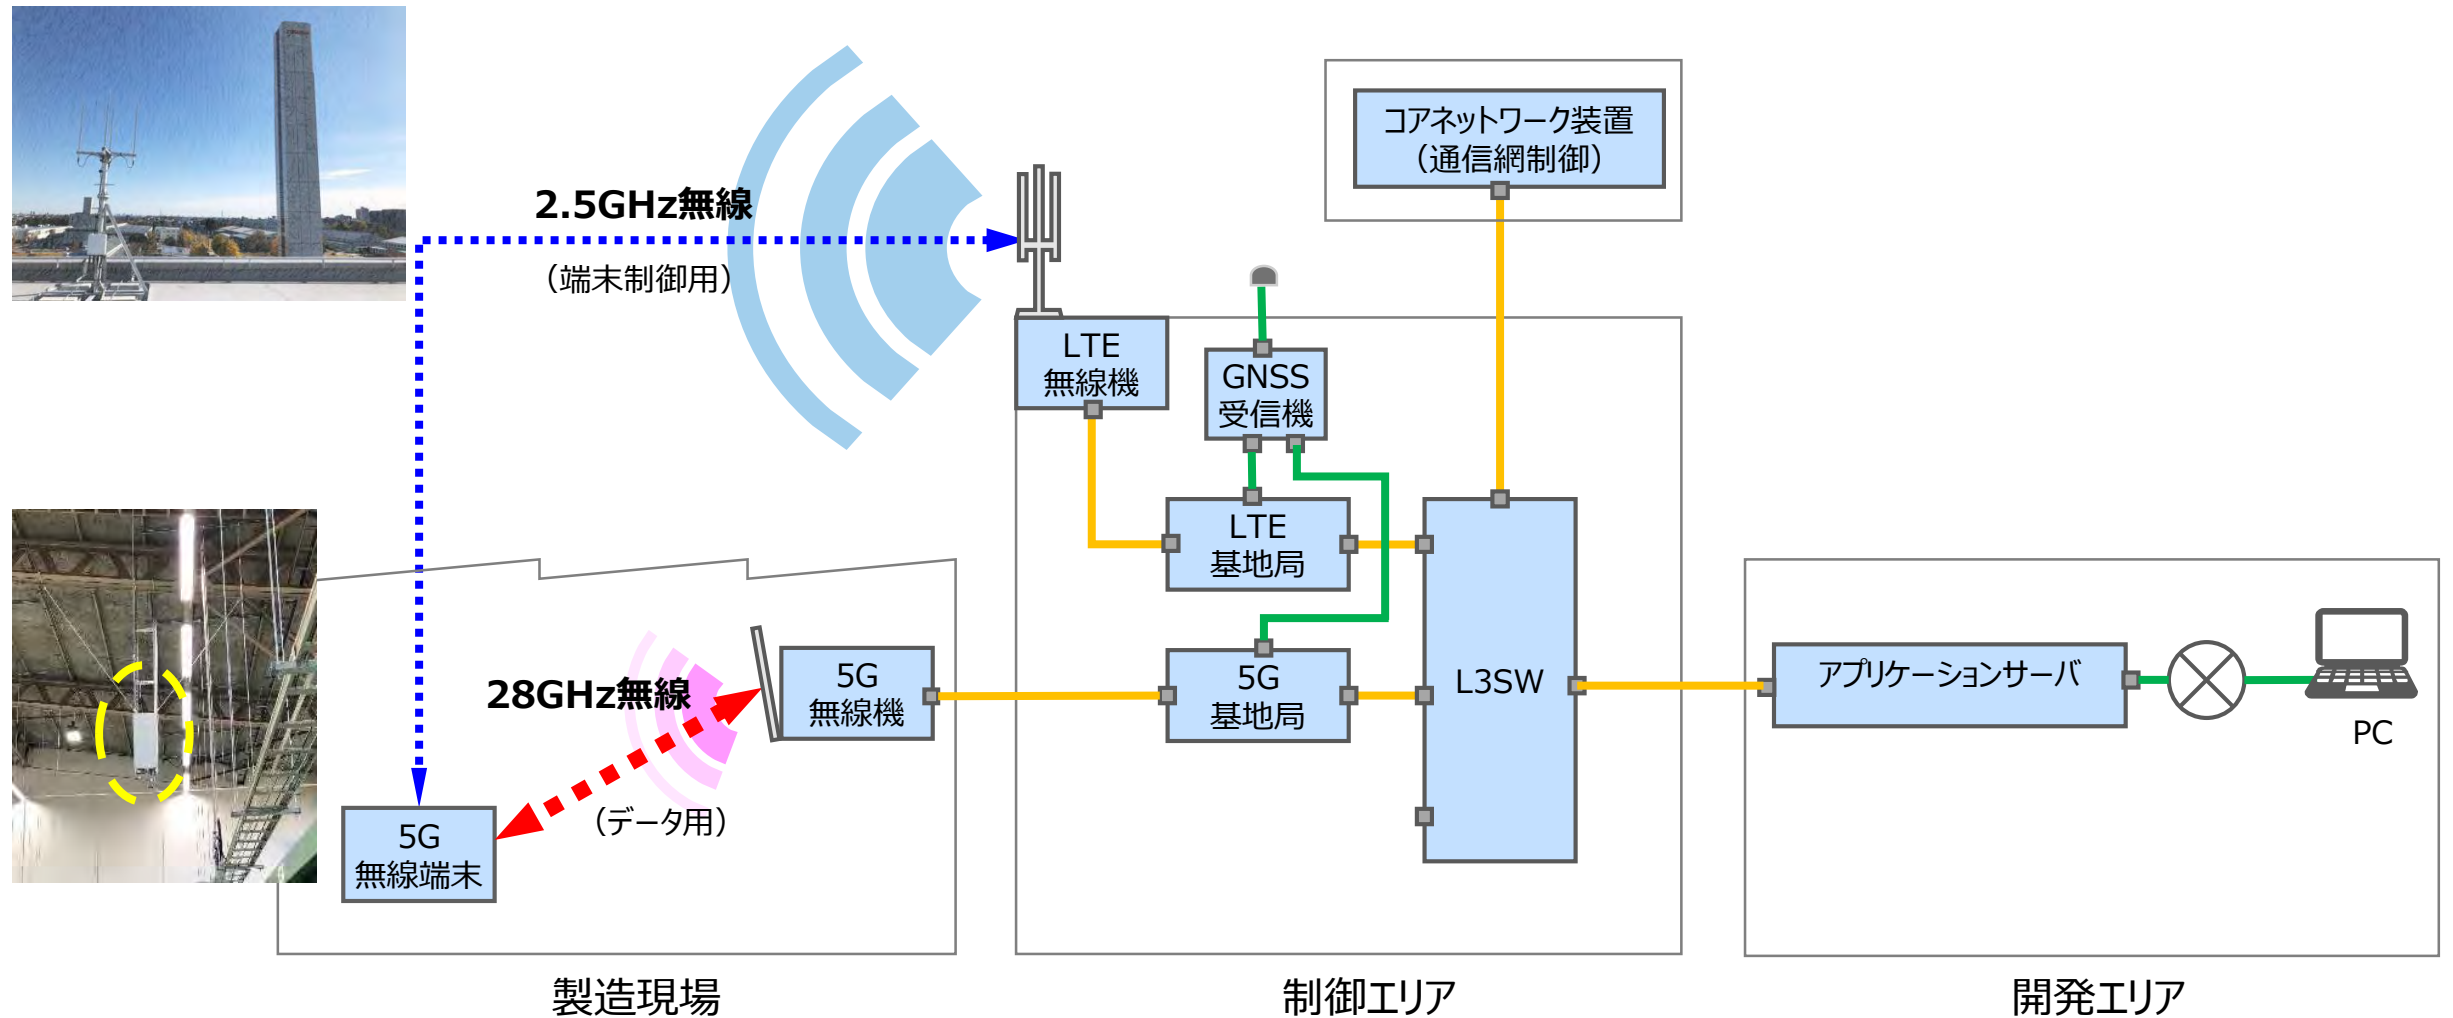 コアネットワーク装置
（通信網制御）
2.5GHz無線
（端末制御用）
LTE
無線機
GNSS
受信機
LTE
基地局
5G
無線機
28GHz無線
（データ用）
5G
基地局
L3SW
アプリケーションサーバ
PC
5G
無線端末
製造現場
制御エリア
開発エリア